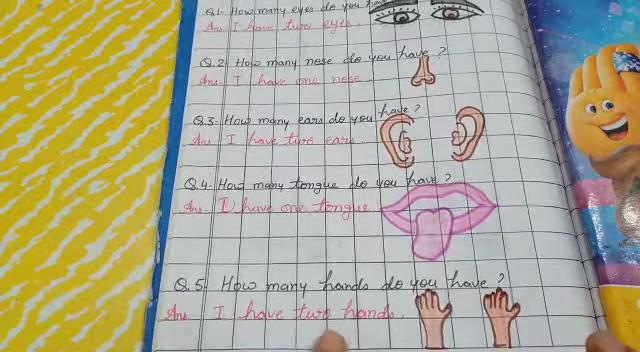 Q.1- How many eyes do you have
Ans. I have two eyes.
Q.2- How many nose do you have ?
Ans. I have one nose
Q.3- How many ears do you have ?
Ans. I have two ears
Q.4- How many tongue do you have ?
Ans. I have one tongue
Q.5. How many hands do you have ?
Ans. I have two hands.